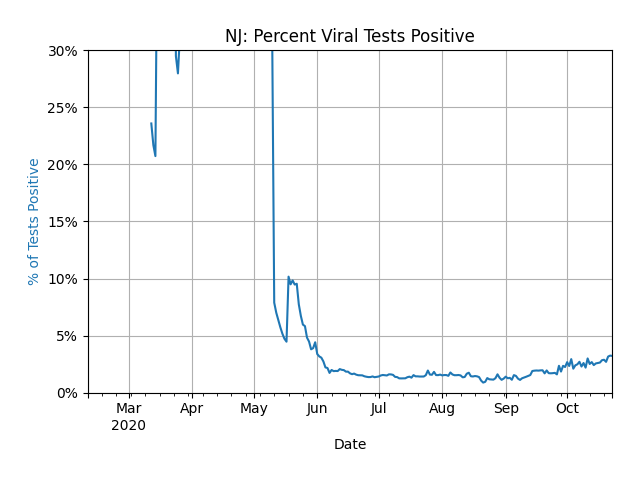 NJ: Percent Viral Tests Positive
30%
25%
20%
15%
10%
5%
0%
% of Tests Positive
Mar Apr May Jun Jul Aug Sep Oct
2020
Date